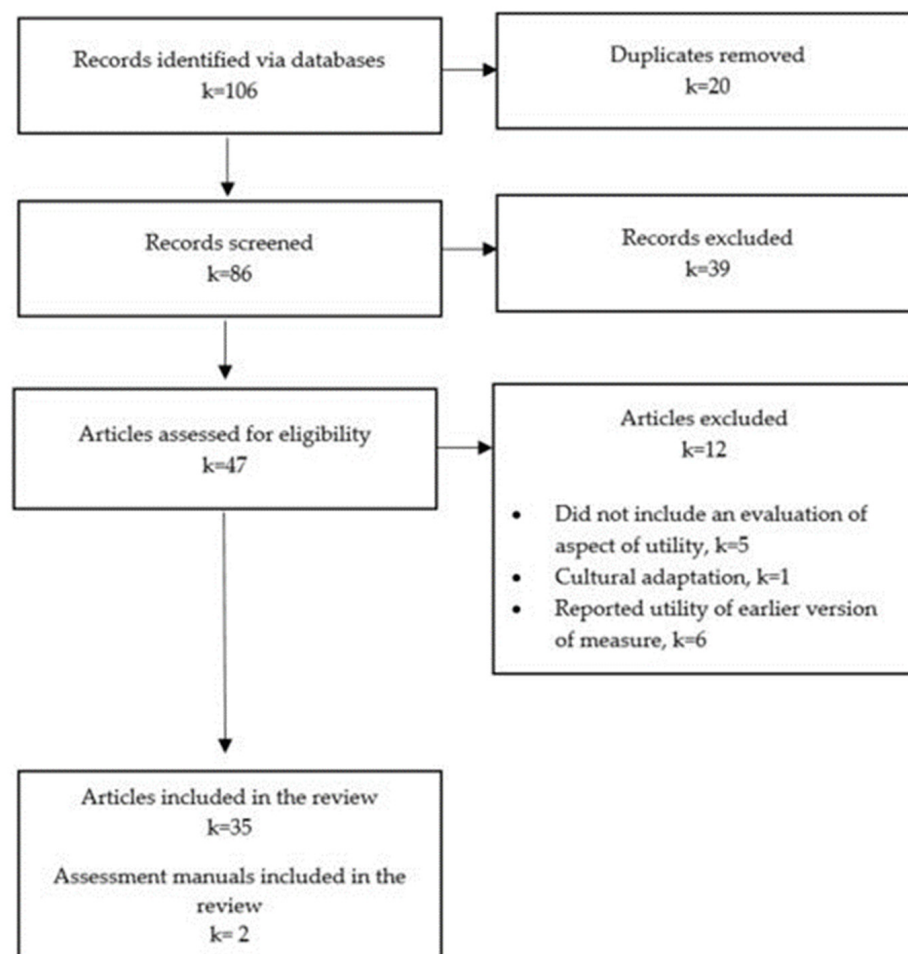 Records identified via databases
k=106
Duplicates removed
k=20
Records screened
k=86
Records excluded
k=39
Articles assessed for eligibility
k=47
Articles excluded
k=12
• Did not include an evaluation of
aspect of utility, k=5
• Cultural adaptation, k=1
• Reported utility of earlier version
of measure, k=6
Articles included in the review
k=35
Assessment manuals included in the
review
k= 2